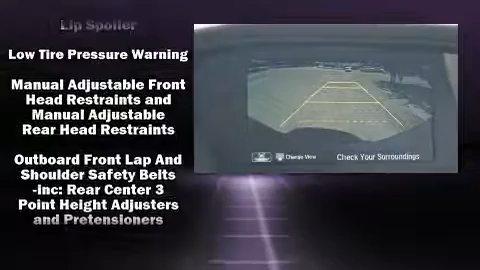 Lip Spoiler
Low Tire Pressure Warning
Manual Adjustable Front
Head Restraints and
Manual Adjustable
Rear Head Restraints
Outboard Front Lap And
Shoulder Safety Belts
-inc: Rear Center 3
Point Height Adjusters
and Pretensioners
Change View
Check Your Surroundings